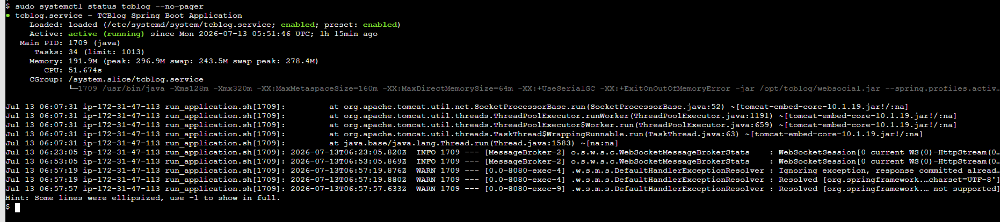 $ sudo systemctl status tcblog --no-pager
● tcblog.service - TCBlog Spring Boot Application
     Loaded: loaded (/etc/systemd/system/tcblog.service; enabled; preset: enabled)
     Active: active (running) since Mon 2026-07-13 05:51:46 UTC; 1h 15min ago
   Main PID: 1709 (java)
      Tasks: 34 (limit: 1013)
     Memory: 191.9M (peak: 296.9M swap: 243.5M swap peak: 278.4M)
        CPU: 51.674s
     CGroup: /system.slice/tcblog.service
             └─1709 /usr/bin/java -Xms128m -Xmx320m -XX:MaxMetaspaceSize=160m -XX:MaxDirectMemorySize=64m -XX:+UseSerialGC -XX:+ExitOnOutOfMemoryError -jar /opt/tcblog/websocial.jar --spring.profiles.activ…
Jul 13 06:07:31 ip-172-31-47-113 run_application.sh[1709]:         at org.apache.tomcat.util.net.SocketProcessorBase.run(SocketProcessorBase.java:52) ~[tomcat-embed-core-10.1.19.jar!/:na]
Jul 13 06:07:31 ip-172-31-47-113 run_application.sh[1709]:         at org.apache.tomcat.util.threads.ThreadPoolExecutor.runWorker(ThreadPoolExecutor.java:1191) ~[tomcat-embed-core-10.1.19.jar!/:na]
Jul 13 06:07:31 ip-172-31-47-113 run_application.sh[1709]:         at org.apache.tomcat.util.threads.ThreadPoolExecutor$Worker.run(ThreadPoolExecutor.java:659) ~[tomcat-embed-core-10.1.19.jar!/:na]
Jul 13 06:07:31 ip-172-31-47-113 run_application.sh[1709]:         at org.apache.tomcat.util.threads.TaskThread$WrappingRunnable.run(TaskThread.java:63) ~[tomcat-embed-core-10.1.19.jar!/:na]
Jul 13 06:07:31 ip-172-31-47-113 run_application.sh[1709]:         at java.base/java.lang.Thread.run(Thread.java:1583) ~[na:na]
Jul 13 06:23:05 ip-172-31-47-113 run_application.sh[1709]: 2026-07-13T06:23:05.820Z  INFO 1709 --- [MessageBroker-2] o.s.w.s.c.WebSocketMessageBrokerStats    : WebSocketSession[0 current WS(0)-HttpStream(0…
Jul 13 06:53:05 ip-172-31-47-113 run_application.sh[1709]: 2026-07-13T06:53:05.869Z  INFO 1709 --- [MessageBroker-2] o.s.w.s.c.WebSocketMessageBrokerStats    : WebSocketSession[0 current WS(0)-HttpStream(0…
Jul 13 06:57:19 ip-172-31-47-113 run_application.sh[1709]: 2026-07-13T06:57:19.876Z  WARN 1709 --- [0.0-8080-exec-4] .w.s.m.s.DefaultHandlerExceptionResolver : Ignoring exception, response committed alread…
Jul 13 06:57:19 ip-172-31-47-113 run_application.sh[1709]: 2026-07-13T06:57:19.880Z  WARN 1709 --- [0.0-8080-exec-4] .w.s.m.s.DefaultHandlerExceptionResolver : Resolved [org.springframework.…charset=UTF-8']
Jul 13 06:57:57 ip-172-31-47-113 run_application.sh[1709]: 2026-07-13T06:57:57.633Z  WARN 1709 --- [0.0-8080-exec-9] .w.s.m.s.DefaultHandlerExceptionResolver : Resolved [org.springframework.… not supported]
Hint: Some lines were ellipsized, use -l to show in full.
$